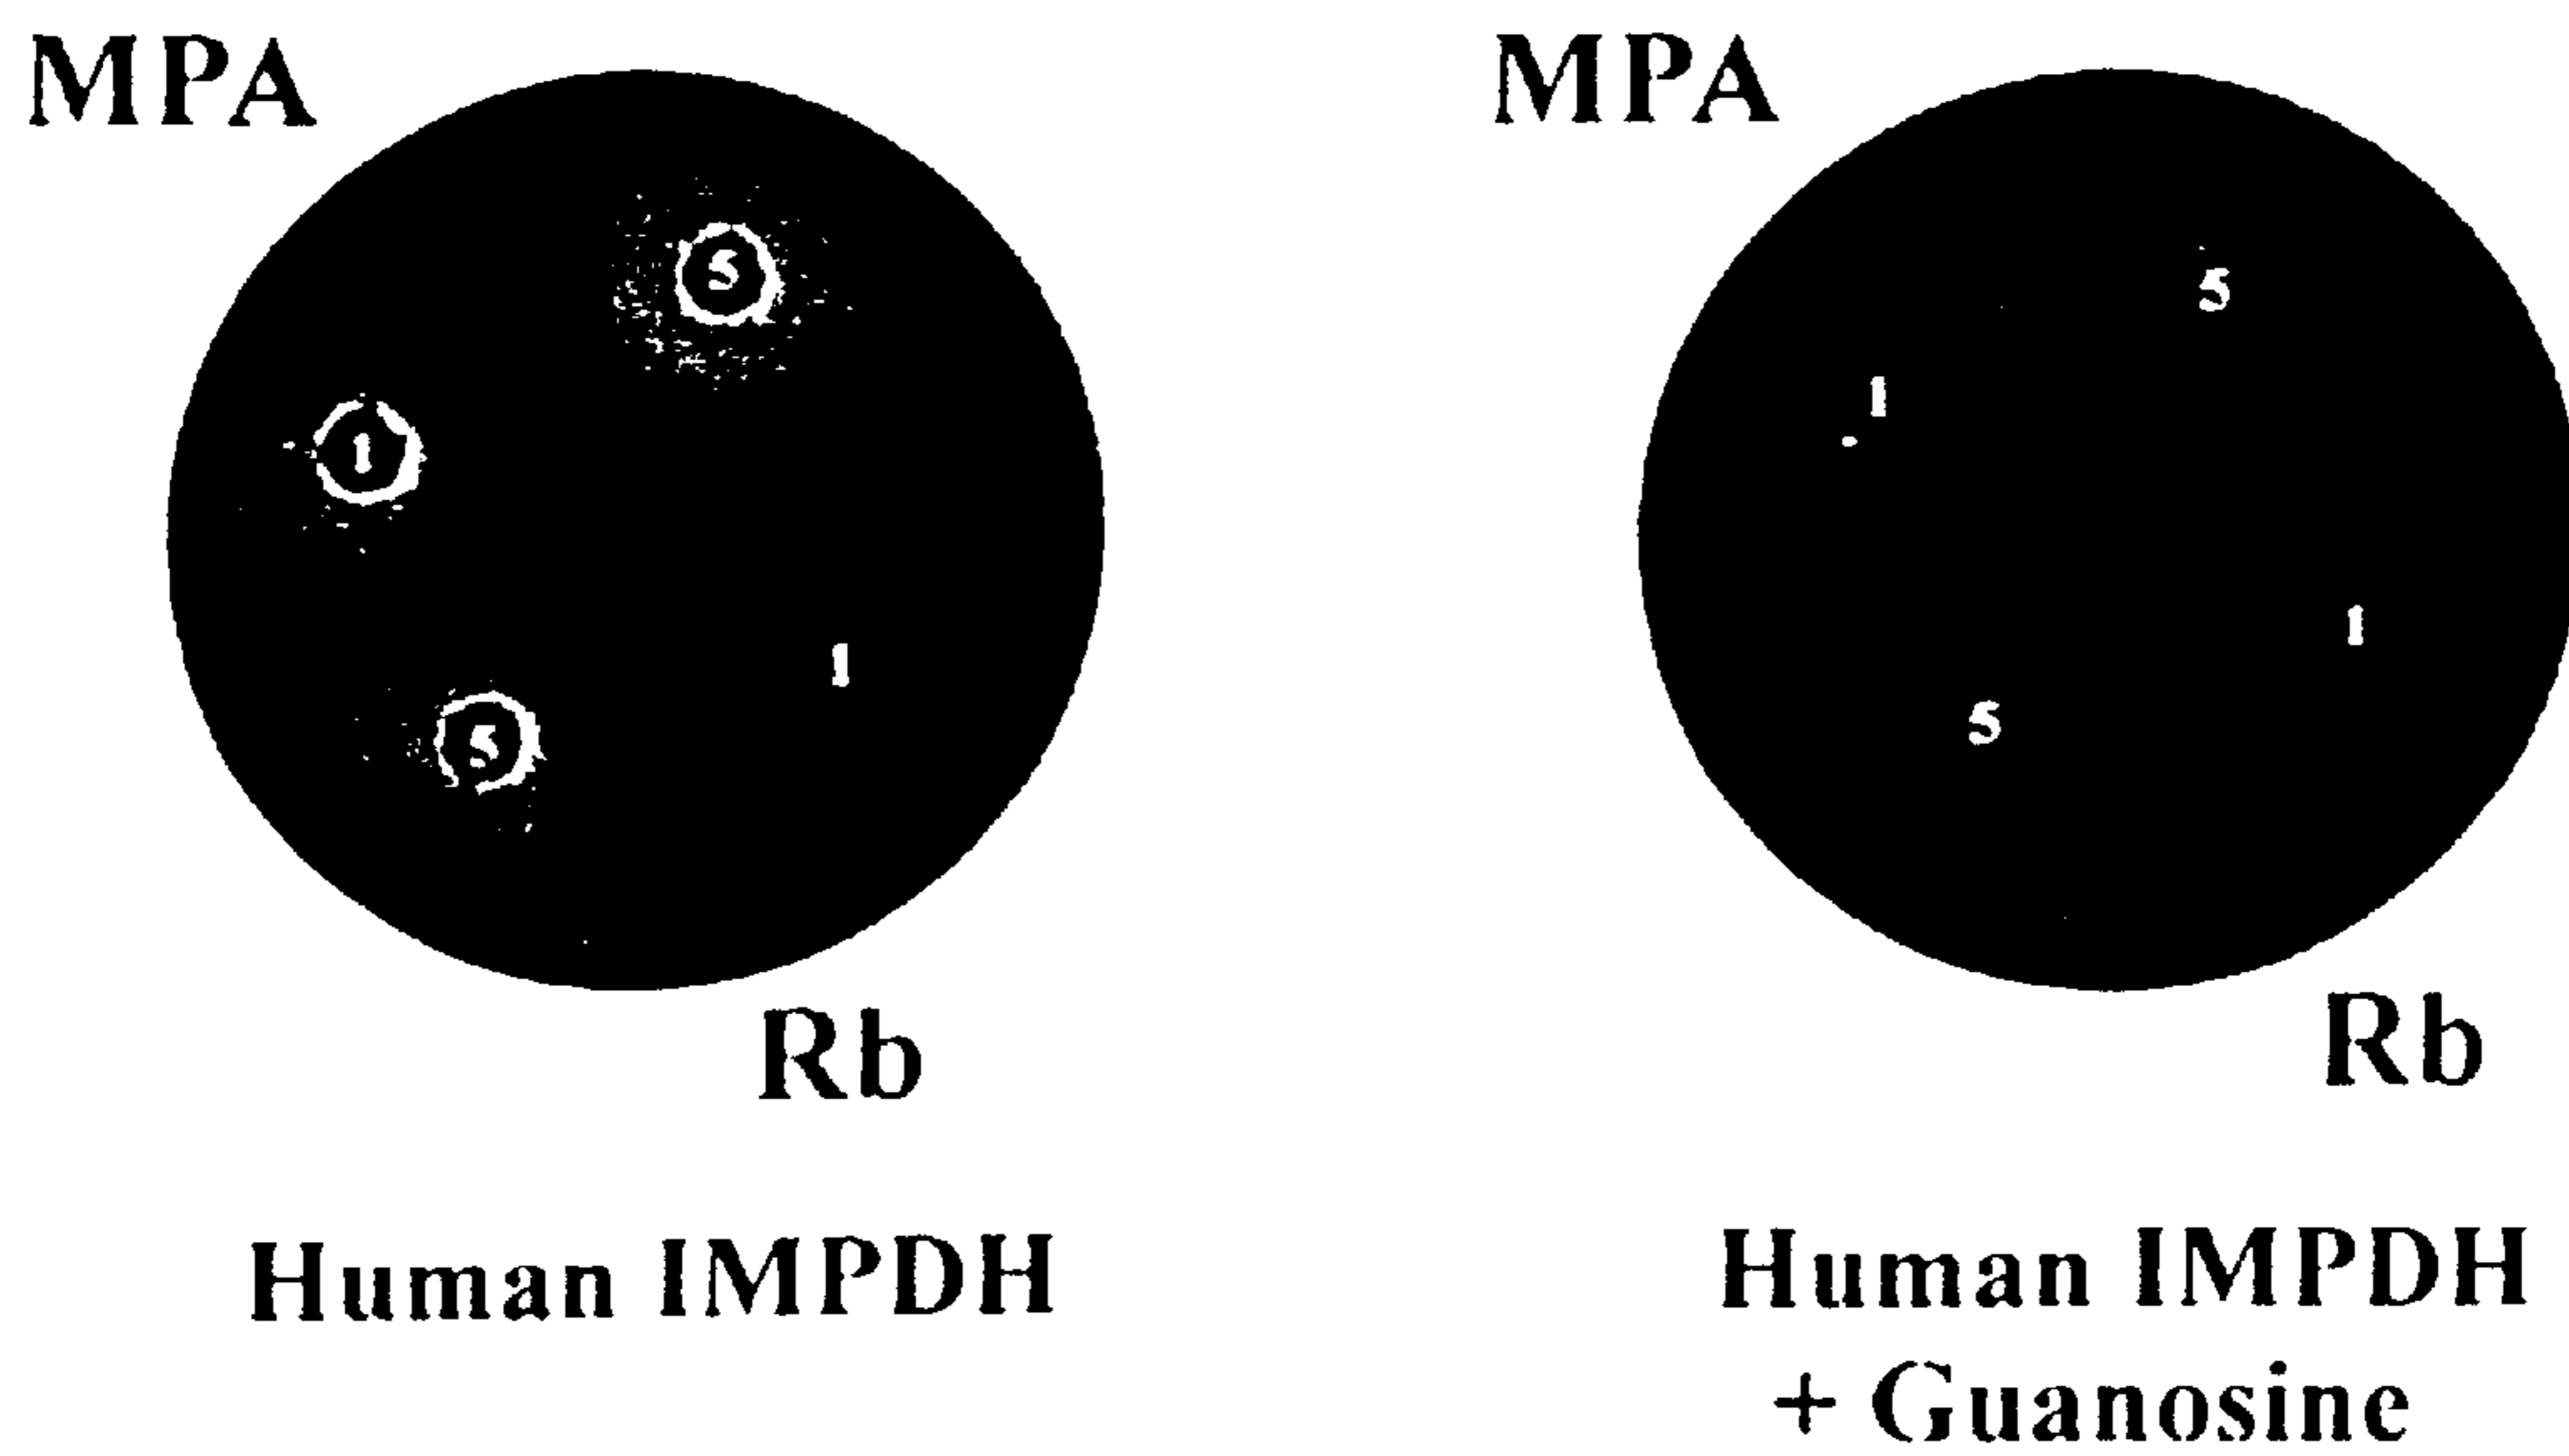 MPA MPA
5 5
1 1
1 1
5 5
Rb Rb
Human IMPDH Human IMPDH
+ Guanosine